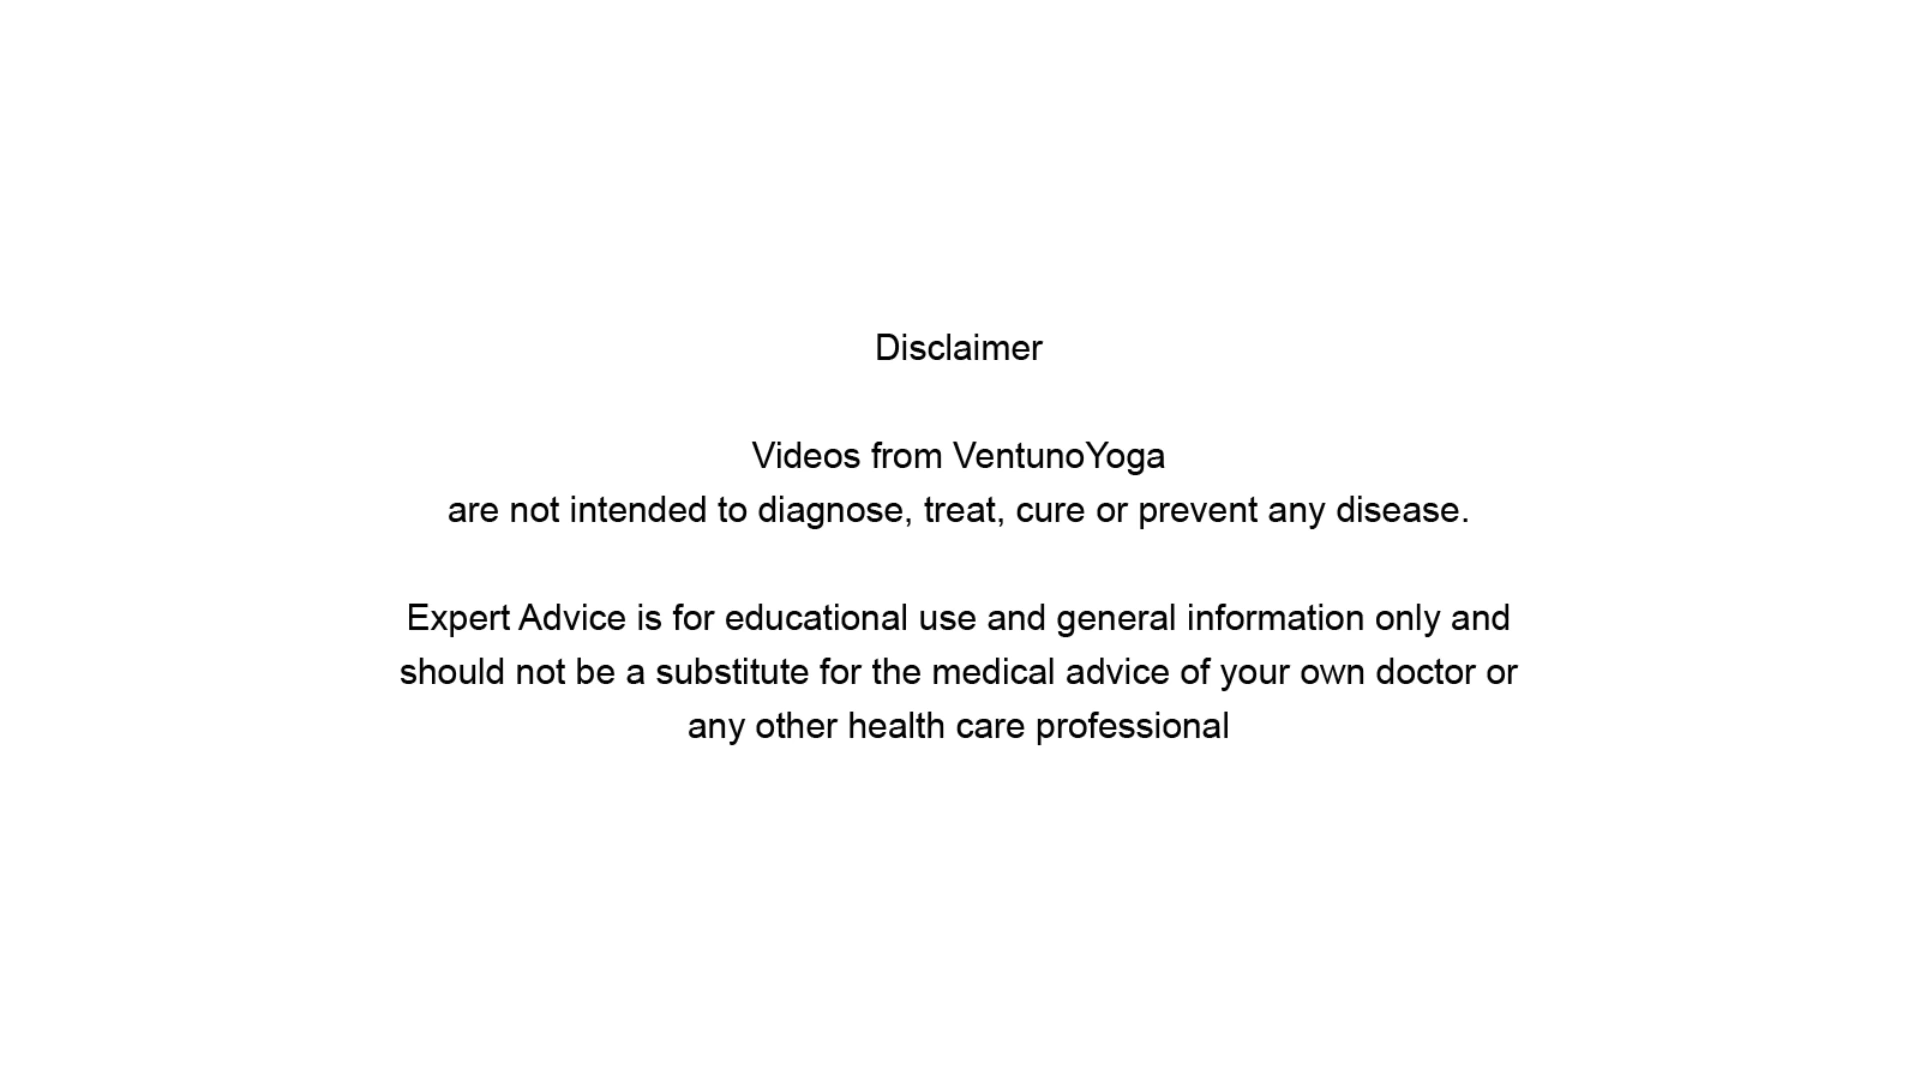 Disclaimer
Videos from VentunoYoga
are not intended to diagnose, treat, cure or prevent any disease.
Expert Advice is for educational use and general information only and
should not be a substitute for the medical advice of your own doctor or
any other health care professional